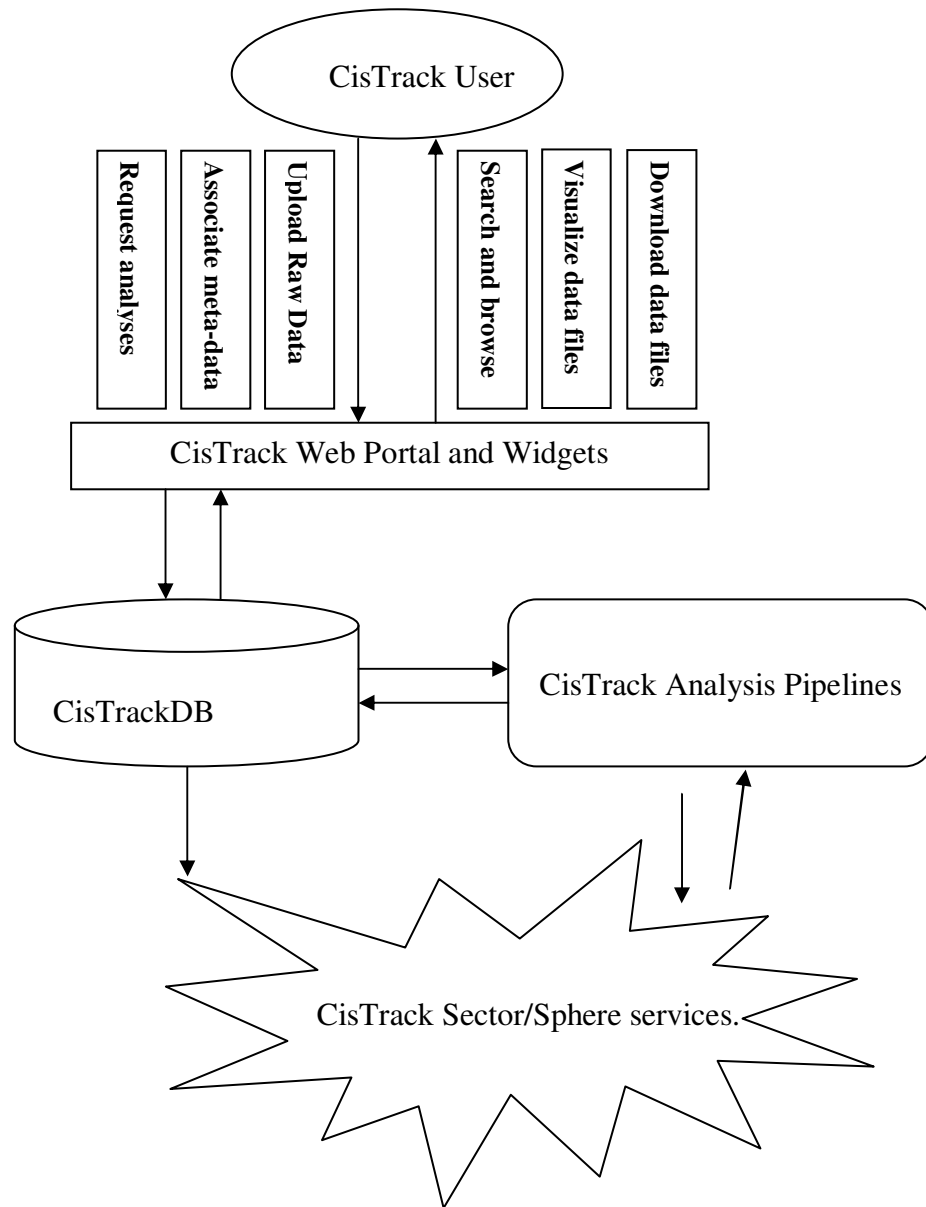 CisTrack User
Request analyses
Associate meta-data
Upload Raw Data
Search and browse
Visualize data files
Download data files
CisTrack Web Portal and Widgets
CisTrackDB
CisTrack Analysis Pipelines
CisTrack Sector/Sphere services.